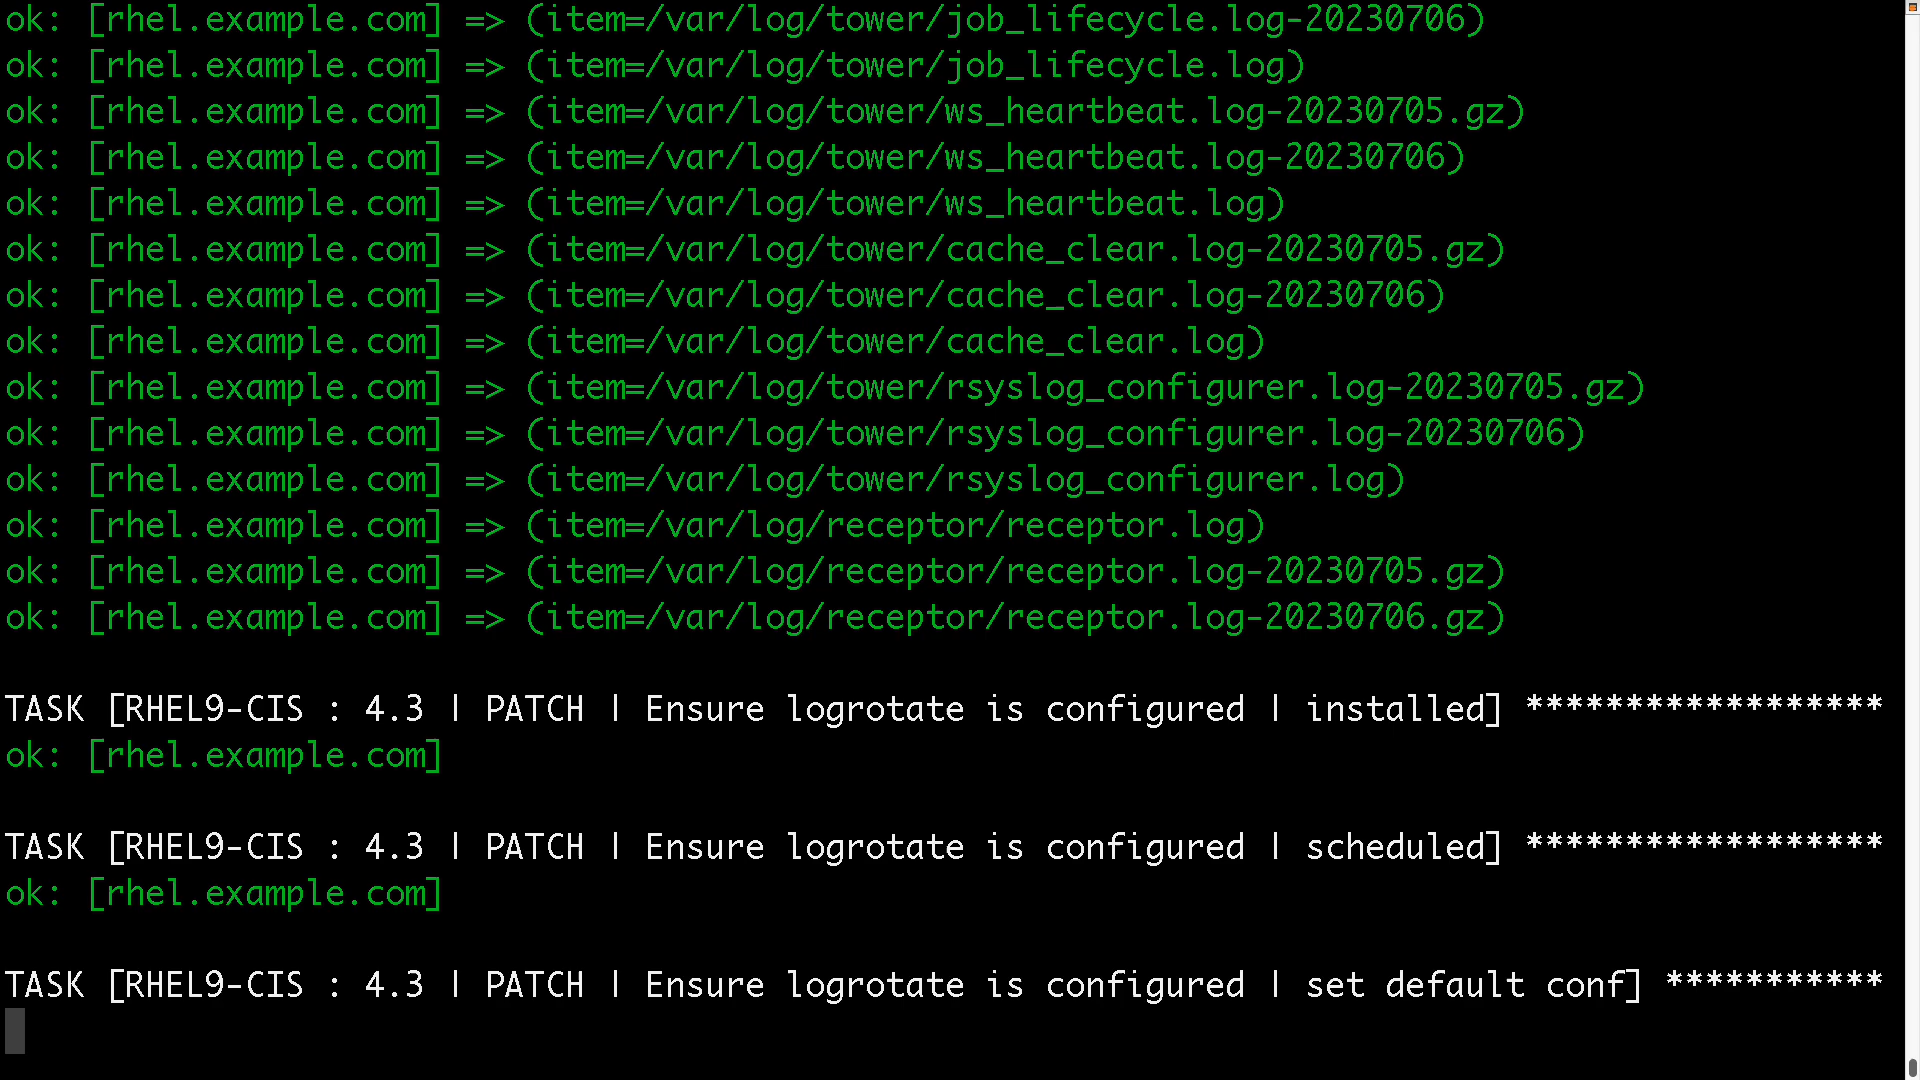 ok: [rhel.example.com] => (item=/var/log/tower/job_lifecycle.log-20230706)
ok: [rhel.example.com] => (item=/var/log/tower/job_lifecycle.log)
ok: [rhel.example.com] => (item=/var/log/tower/ws_heartbeat.log-20230705.gz)
ok: [rhel.example.com] => (item=/var/log/tower/ws_heartbeat.log-20230706)
ok: [rhel.example.com] => (item=/var/log/tower/ws_heartbeat.log)
ok: [rhel.example.com] => (item=/var/log/tower/cache_clear.log-20230705.gz)
ok: [rhel.example.com] => (item=/var/log/tower/cache_clear.log-20230706)
ok: [rhel.example.com] => (item=/var/log/tower/cache_clear.log)
ok: [rhel.example.com] => (item=/var/log/tower/rsyslog_configurer.log-20230705.gz)
ok: [rhel.example.com] => (item=/var/log/tower/rsyslog_configurer.log-20230706)
ok: [rhel.example.com] => (item=/var/log/tower/rsyslog_configurer.log)
ok: [rhel.example.com] => (item=/var/log/receptor/receptor.log)
ok: [rhel.example.com] => (item=/var/log/receptor/receptor.log-20230705.gz)
ok: [rhel.example.com] => (item=/var/log/receptor/receptor.log-20230706.gz)
TASK [RHEL9-CIS : 4.3 | PATCH | Ensure logrotate is configured | installed] ******************
ok: [rhel.example.com]
TASK [RHEL9-CIS : 4.3 | PATCH | Ensure logrotate is configured | scheduled] ******************
ok: [rhel.example.com]
TASK [RHEL9-CIS : 4.3 | PATCH | Ensure logrotate is configured | set default conf] ***********